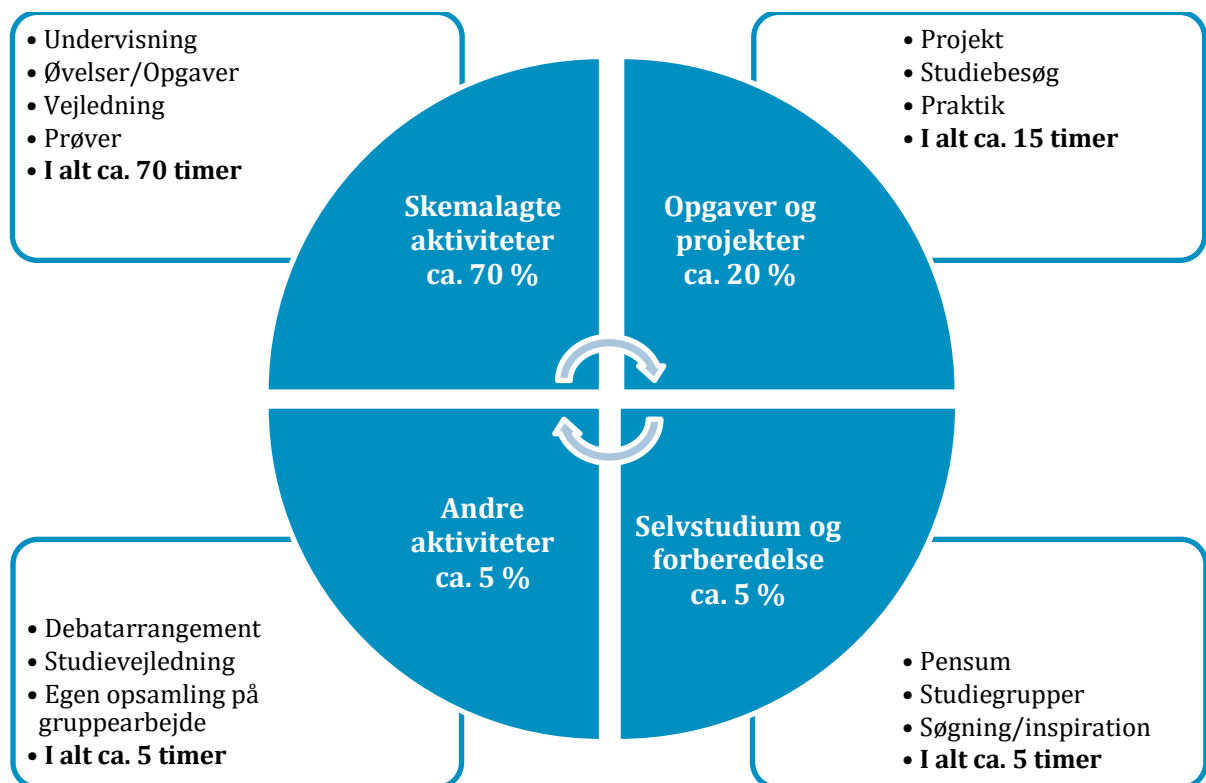 • Undervisning
• Øvelser/Opgaver
• Vejledning
• Prøver
• I alt ca. 70 timer
• Projekt
• Studiebesøg
• Praktik
• I alt ca. 15 timer
Skemalagte
aktiviteter
ca. 70 %
Opgaver og
projekter
ca. 20 %
Andre
aktiviteter
ca. 5 %
Selvstudium og
forberedelse
ca. 5 %
• Debatarrangement
• Studievejledning
• Egen opsamling på
gruppearbejde
• I alt ca. 5 timer
• Pensum
• Studiegrupper
• Søgning/inspiration
• I alt ca. 5 timer